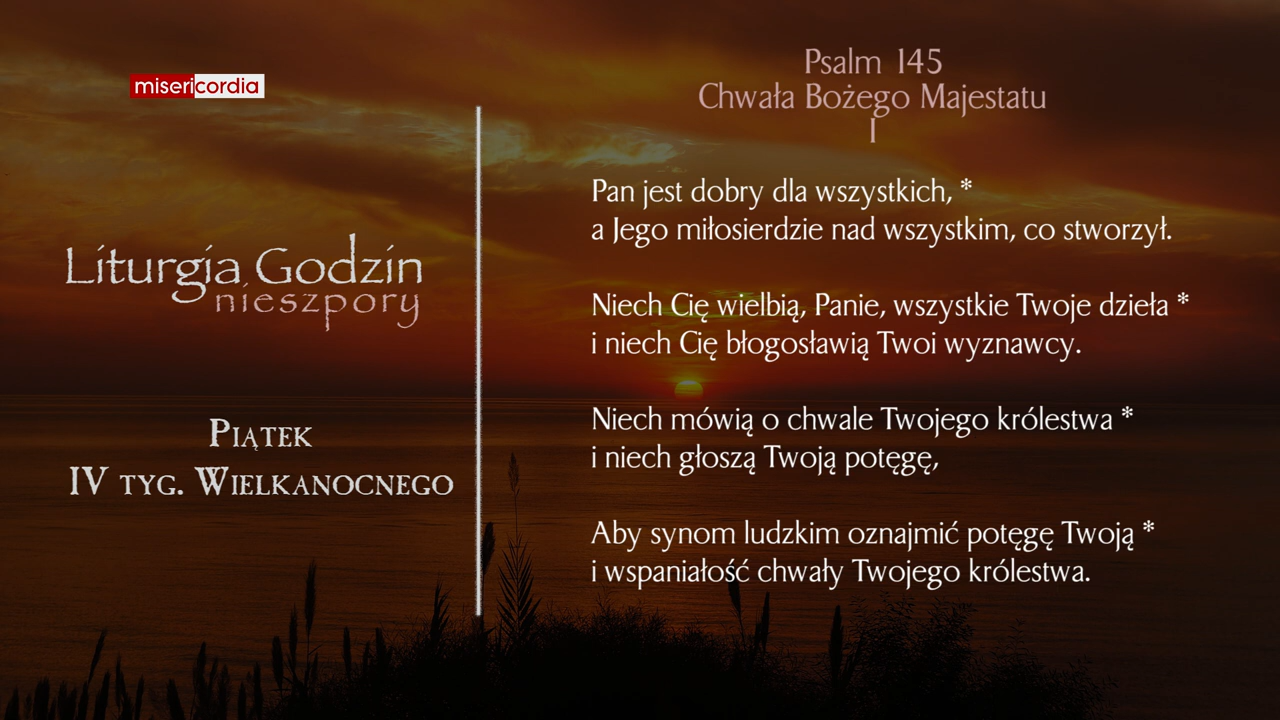 misericordia
Liturgia Godzin
nieszpory
Piątek
IV tyg. Wielkanocnego
Psalm 145
Chwała Bożego Majestatu
I
Pan jest dobry dla wszystkich, *
a Jego miłosierdzie nad wszystkim, co stworzył.
Niech Cię wielbią, Panie, wszystkie Twoje dzieła *
i niech Cię błogosławią Twoi wyznawcy.
Niech mówią o chwale Twojego królestwa *
i niech głoszą Twoją potęgę,
Aby synom ludzkim oznajmić potęgę Twoją *
i wspaniałość chwały Twojego królestwa.